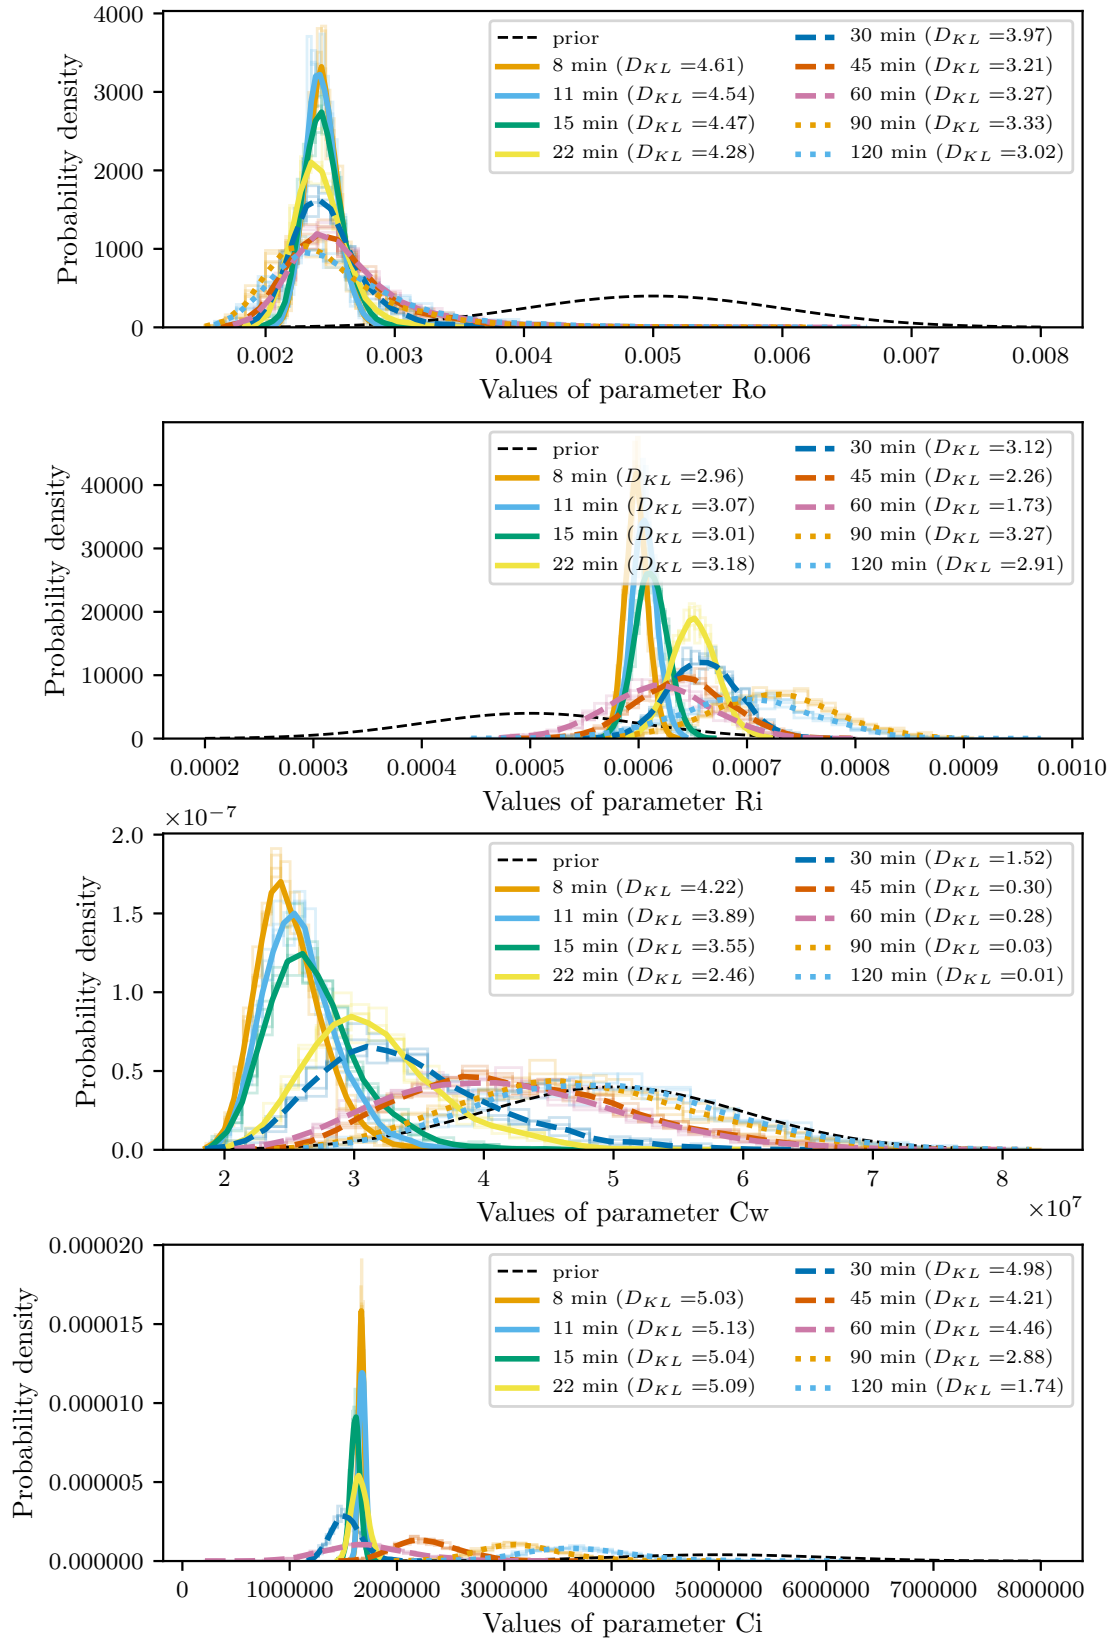 4000
3000
2000
1000
0
Probability density
prior
8 min (D_KL =4.61)
11 min (D_KL =4.54)
15 min (D_KL =4.47)
22 min (D_KL =4.28)
30 min (D_KL =3.97)
45 min (D_KL =3.21)
60 min (D_KL =3.27)
90 min (D_KL =3.33)
120 min (D_KL =3.02)
0.002 0.003 0.004 0.005 0.006 0.007 0.008
Values of parameter Ro
40000
30000
20000
10000
0
Probability density
prior
8 min (D_KL =2.96)
11 min (D_KL =3.07)
15 min (D_KL =3.01)
22 min (D_KL =3.18)
30 min (D_KL =3.12)
45 min (D_KL =2.26)
60 min (D_KL =1.73)
90 min (D_KL =3.27)
120 min (D_KL =2.91)
0.0002 0.0003 0.0004 0.0005 0.0006 0.0007 0.0008 0.0009 0.0010
Values of parameter Ri
×10⁻⁷
2.0
1.5
1.0
0.5
0.0
Probability density
prior
8 min (D_KL =4.22)
11 min (D_KL =3.89)
15 min (D_KL =3.55)
22 min (D_KL =2.46)
30 min (D_KL =1.52)
45 min (D_KL =0.30)
60 min (D_KL =0.28)
90 min (D_KL =0.03)
120 min (D_KL =0.01)
2 3 4 5 6 7 8
×10⁷
Values of parameter Cw
0.000020
0.000015
0.000010
0.000005
0.000000
Probability density
prior
8 min (D_KL =5.03)
11 min (D_KL =5.13)
15 min (D_KL =5.04)
22 min (D_KL =5.09)
30 min (D_KL =4.98)
45 min (D_KL =4.21)
60 min (D_KL =4.46)
90 min (D_KL =2.88)
120 min (D_KL =1.74)
0 1000000 2000000 3000000 4000000 5000000 6000000 7000000 8000000
Values of parameter Ci